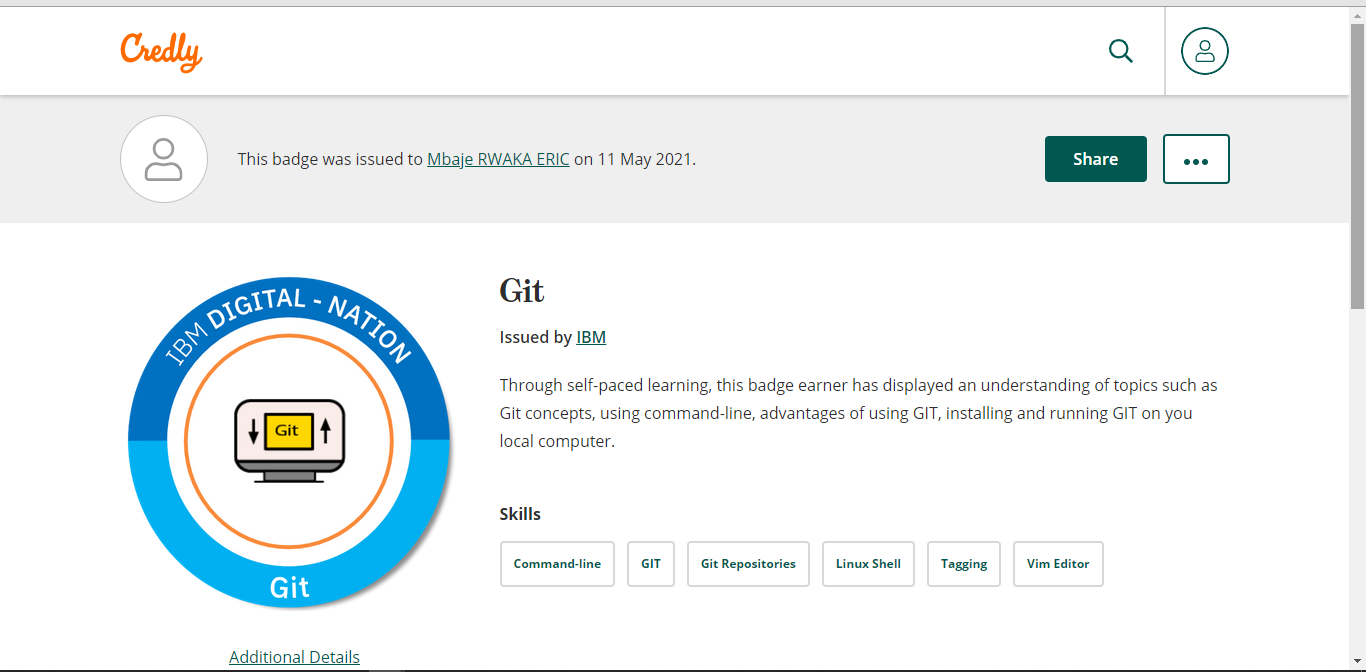 Credly
This badge was issued to Mbaje RWAKA ERIC on 11 May 2021.
Share
IBM DIGITAL - NATION
Git
Git
Additional Details
Git
Issued by IBM
Through self-paced learning, this badge earner has displayed an understanding of topics such as
Git concepts, using command-line, advantages of using GIT, installing and running GIT on you
local computer.
Skills
Command-line
GIT
Git Repositories
Linux Shell
Tagging
Vim Editor